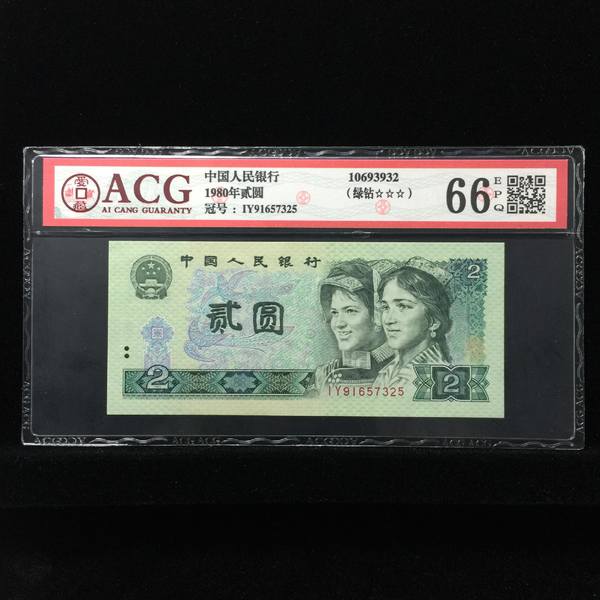 ACG
AI CANG GUARANTY
中国人民银行
1980年贰圆
冠号：IY91657325
10693932
（绿钻☆☆☆）
66
EPQ
中国人民银行
贰圆
2
2
2
IY91657325